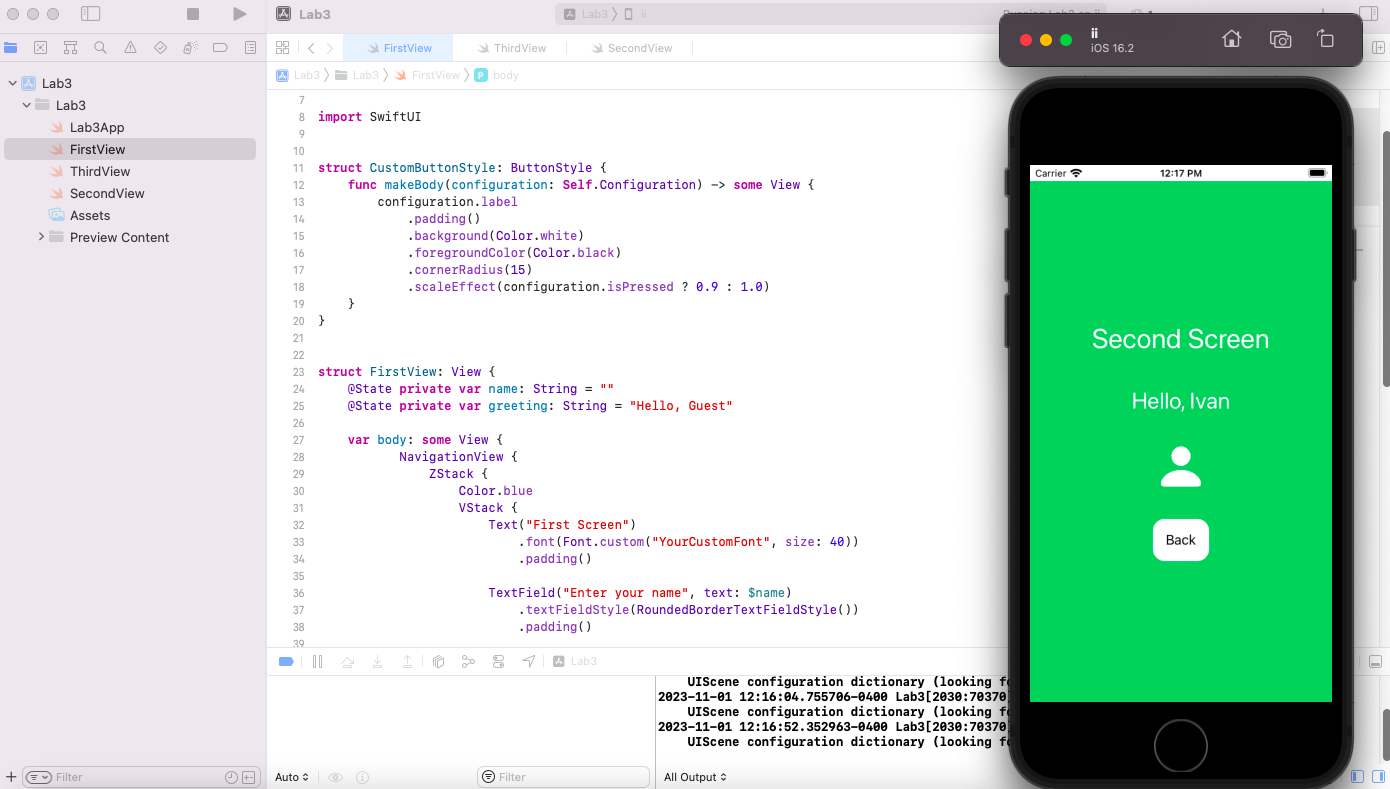 Lab3
Lab3 ii
ii
iOS 16.2
FirstView ThirdView SecondView
Lab3 Lab3 FirstView P body
Lab3
Lab3
Lab3App
FirstView
ThirdView
SecondView
Assets
Preview Content
7
8 import SwiftUI
9
10
11 struct CustomButtonStyle: ButtonStyle {
12 func makeBody(configuration: Self.Configuration) -> some View {
13 configuration.label
14 .padding()
15 .background(Color.white)
16 .foregroundColor(Color.black)
17 .cornerRadius(15)
18 .scaleEffect(configuration.isPressed ? 0.9 : 1.0)
19 }
20 }
21
22
23 struct FirstView: View {
24 @State private var name: String = ""
25 @State private var greeting: String = "Hello, Guest"
26
27 var body: some View {
28 NavigationView {
29 ZStack {
30 Color.blue
31 VStack {
32 Text("First Screen")
33 .font(Font.custom("YourCustomFont", size: 40))
34 .padding()
35
36 TextField("Enter your name", text: $name)
37 .textFieldStyle(RoundedBorderTextFieldStyle())
38 .padding()
39
Lab3
UIScene configuration dictionary (looking fo
2023-11-01 12:16:04.755706-0400 Lab3[2030:70370]
UIScene configuration dictionary (looking fo
2023-11-01 12:16:52.352963-0400 Lab3[2030:70370]
UIScene configuration dictionary (looking fo
Filter
Auto
Filter
All Output
Carrier 12:17 PM
Second Screen
Hello, Ivan
Back